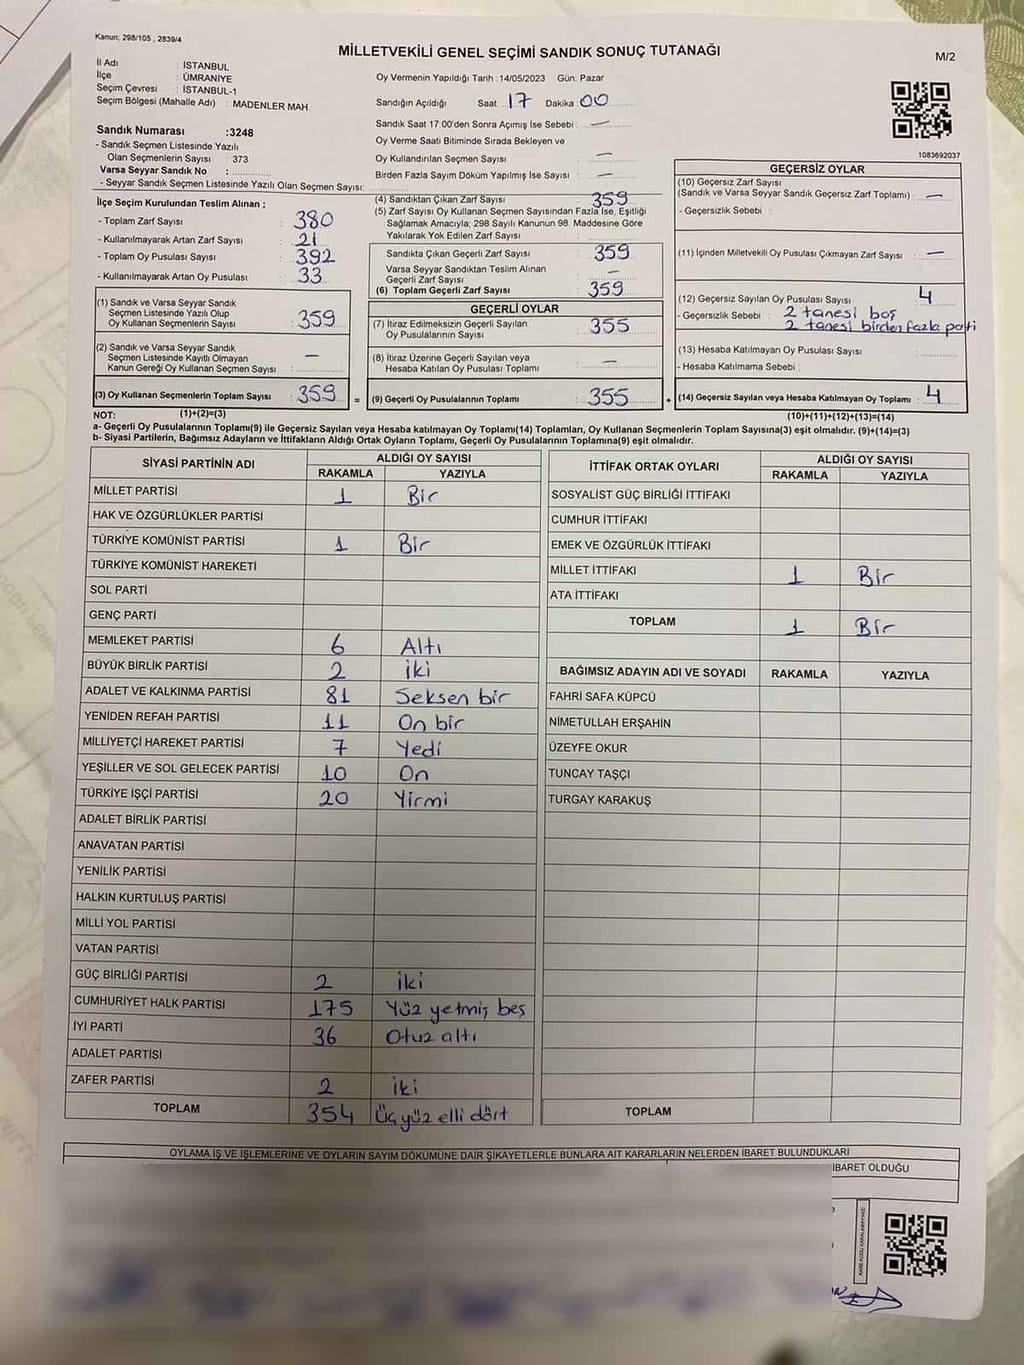 Kanun; 298/105 , 2839/4
MİLLETVEKİLİ GENEL SEÇİMİ SANDIK SONUÇ TUTANAĞI
M/2
İl Adı : İSTANBUL
İlçe : ÜMRANİYE
Seçim Çevresi : İSTANBUL-1
Seçim Bölgesi (Mahalle Adı) : MADENLER MAH
Sandık Numarası :3248
- Sandık Seçmen Listesinde Yazılı
Olan Seçmenlerin Sayısı : 373
Varsa Seyyar Sandık No :
- Seyyar Sandık Seçmen Listesinde Yazılı Olan Seçmen Sayısı:
Oy Vermenin Yapıldığı Tarih : 14/05/2023 Gün: Pazar
Sandığın Açıldığı Saat: 17 Dakika 00
Sandık Saat 17:00'den Sonra Açımış İse Sebebi : —
Oy Verme Saati Bitiminde Sırada Bekleyen ve
Oy Kullandırılan Seçmen Sayısı : —
Birden Fazla Sayım Döküm Yapılmış İse Sayısı : —
1083692037
İlçe Seçim Kurulundan Teslim Alınan ;
- Toplam Zarf Sayısı : 380
- Kullanılmayarak Artan Zarf Sayısı : 21
- Toplam Oy Pusulası Sayısı : 392
- Kullanılmayarak Artan Oy Pusulası : 33
(1) Sandık ve Varsa Seyyar Sandık
Seçmen Listesinde Yazılı Olup
Oy Kullanan Seçmenlerin Sayısı : 359
(2) Sandık ve Varsa Seyyar Sandık
Seçmen Listesinde Kayıtlı Olmayan
Kanun Gereği Oy Kullanan Seçmen Sayısı : —
(3) Oy Kullanan Seçmenlerin Toplam Sayısı : 359
(4) Sandıktan Çıkan Zarf Sayısı : 359
(5) Zarf Sayısı Oy Kullanan Seçmen Sayısından Fazla İse, Eşitliği
Sağlamak Amacıyla; 298 Sayılı Kanunun 98. Maddesine Göre
Yakılarak Yok Edilen Zarf Sayısı :
Sandıkta Çıkan Geçerli Zarf Sayısı : 359
Varsa Seyyar Sandıktan Teslim Alınan
Geçerli Zarf Sayısı : —
(6) Toplam Geçerli Zarf Sayısı : 359
GEÇERLİ OYLAR
(7) İtiraz Edilmeksizin Geçerli Sayılan
Oy Pusulalarının Sayısı : 355
(8) İtiraz Üzerine Geçerli Sayılan veya
Hesaba Katılan Oy Pusulası Toplamı : —
= (9) Geçerli Oy Pusulalarının Toplamı : 355
GEÇERSİZ OYLAR
(10) Geçersiz Zarf Sayısı
(Sandık ve Varsa Seyyar Sandık Geçersiz Zarf Toplamı) : —
- Geçersizlik Sebebi :
(11) İçinden Milletvekili Oy Pusulası Çıkmayan Zarf Sayısı : —
(12) Geçersiz Sayılan Oy Pusulası Sayısı : 4
- Geçersizlik Sebebi : 2 tanesi boş
2 tanesi birden fazla parti
(13) Hesaba Katılmayan Oy Pusulası Sayısı :
- Hesaba Katılmama Sebebi :
+ (14) Geçersiz Sayılan veya Hesaba Katılmayan Oy Toplamı : 4
NOT: (1)+(2)=(3)
(10)+(11)+(12)+(13)=(14)
a- Geçerli Oy Pusulalarının Toplamı(9) ile Geçersiz Sayılan veya Hesaba katılmayan Oy Toplamı(14) Toplamları, Oy Kullanan Seçmenlerin Toplam Sayısına(3) eşit olmalıdır. (9)+(14)=(3)
b- Siyasi Partilerin, Bağımsız Adayların ve İttifakların Aldığı Ortak Oyların Toplamı, Geçerli Oy Pusulalarının Toplamına(9) eşit olmalıdır.
SİYASİ PARTİNİN ADI
ALDIĞI OY SAYISI
RAKAMLA YAZIYLA
MİLLET PARTİSİ 1 Bir
HAK VE ÖZGÜRLÜKLER PARTİSİ
TÜRKİYE KOMÜNİST PARTİSİ 1 Bir
TÜRKİYE KOMÜNİST HAREKETİ
SOL PARTİ
GENÇ PARTİ
MEMLEKET PARTİSİ 6 Altı
BÜYÜK BİRLİK PARTİSİ 2 iki
ADALET VE KALKINMA PARTİSİ 81 Seksen bir
YENİDEN REFAH PARTİSİ 11 On bir
MİLLİYETÇİ HAREKET PARTİSİ 7 Yedi
YEŞİLLER VE SOL GELECEK PARTİSİ 10 On
TÜRKİYE İŞÇİ PARTİSİ 20 Yirmi
ADALET BİRLİK PARTİSİ
ANAVATAN PARTİSİ
YENİLİK PARTİSİ
HALKIN KURTULUŞ PARTİSİ
MİLLİ YOL PARTİSİ
VATAN PARTİSİ
GÜÇ BİRLİĞİ PARTİSİ 2 iki
CUMHURİYET HALK PARTİSİ 175 Yüz yetmiş beş
İYİ PARTİ 36 Otuz altı
ADALET PARTİSİ
ZAFER PARTİSİ 2 iki
TOPLAM 354 Üç yüz elli dört
İTTİFAK ORTAK OYLARI
ALDIĞI OY SAYISI
RAKAMLA YAZIYLA
SOSYALİST GÜÇ BİRLİĞİ İTTİFAKI
CUMHUR İTTİFAKI
EMEK VE ÖZGÜRLÜK İTTİFAKI
MİLLET İTTİFAKI 1 Bir
ATA İTTİFAKI
TOPLAM 1 Bir
BAĞIMSIZ ADAYIN ADI VE SOYADI RAKAMLA YAZIYLA
FAHRİ SAFA KÜPCÜ
NİMETULLAH ERŞAHİN
ÜZEYFE OKUR
TUNCAY TAŞÇI
TURGAY KARAKUŞ
TOPLAM
OYLAMA İŞ VE İŞLEMLERİNE VE OYLARIN SAYIM DÖKÜMÜNE DAİR ŞİKAYETLERLE BUNLARA AİT KARARLARIN NELERDEN İBARET BULUNDUKLARI
İBARET OLDUĞU